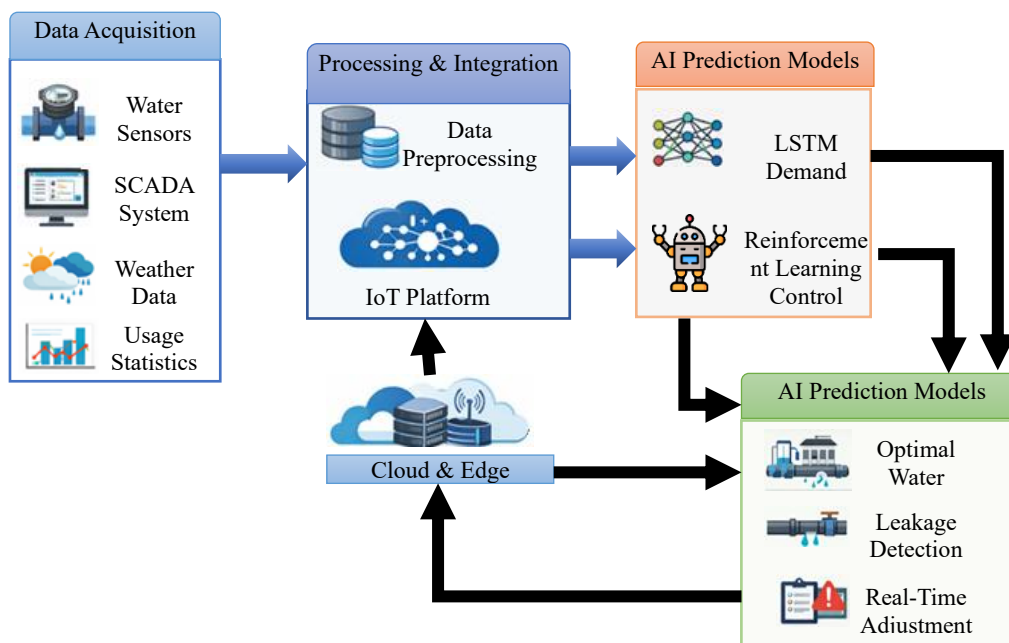 Data Acquisition
Water
Sensors
SCADA
System
Weather
Data
Usage
Statistics
Processing & Integration
Data
Preprocessing
IoT Platform
AI Prediction Models
LSTM
Demand
Reinforceme
nt Learning
Control
Cloud & Edge
AI Prediction Models
Optimal
Water
Leakage
Detection
Real-Time
Adjustment